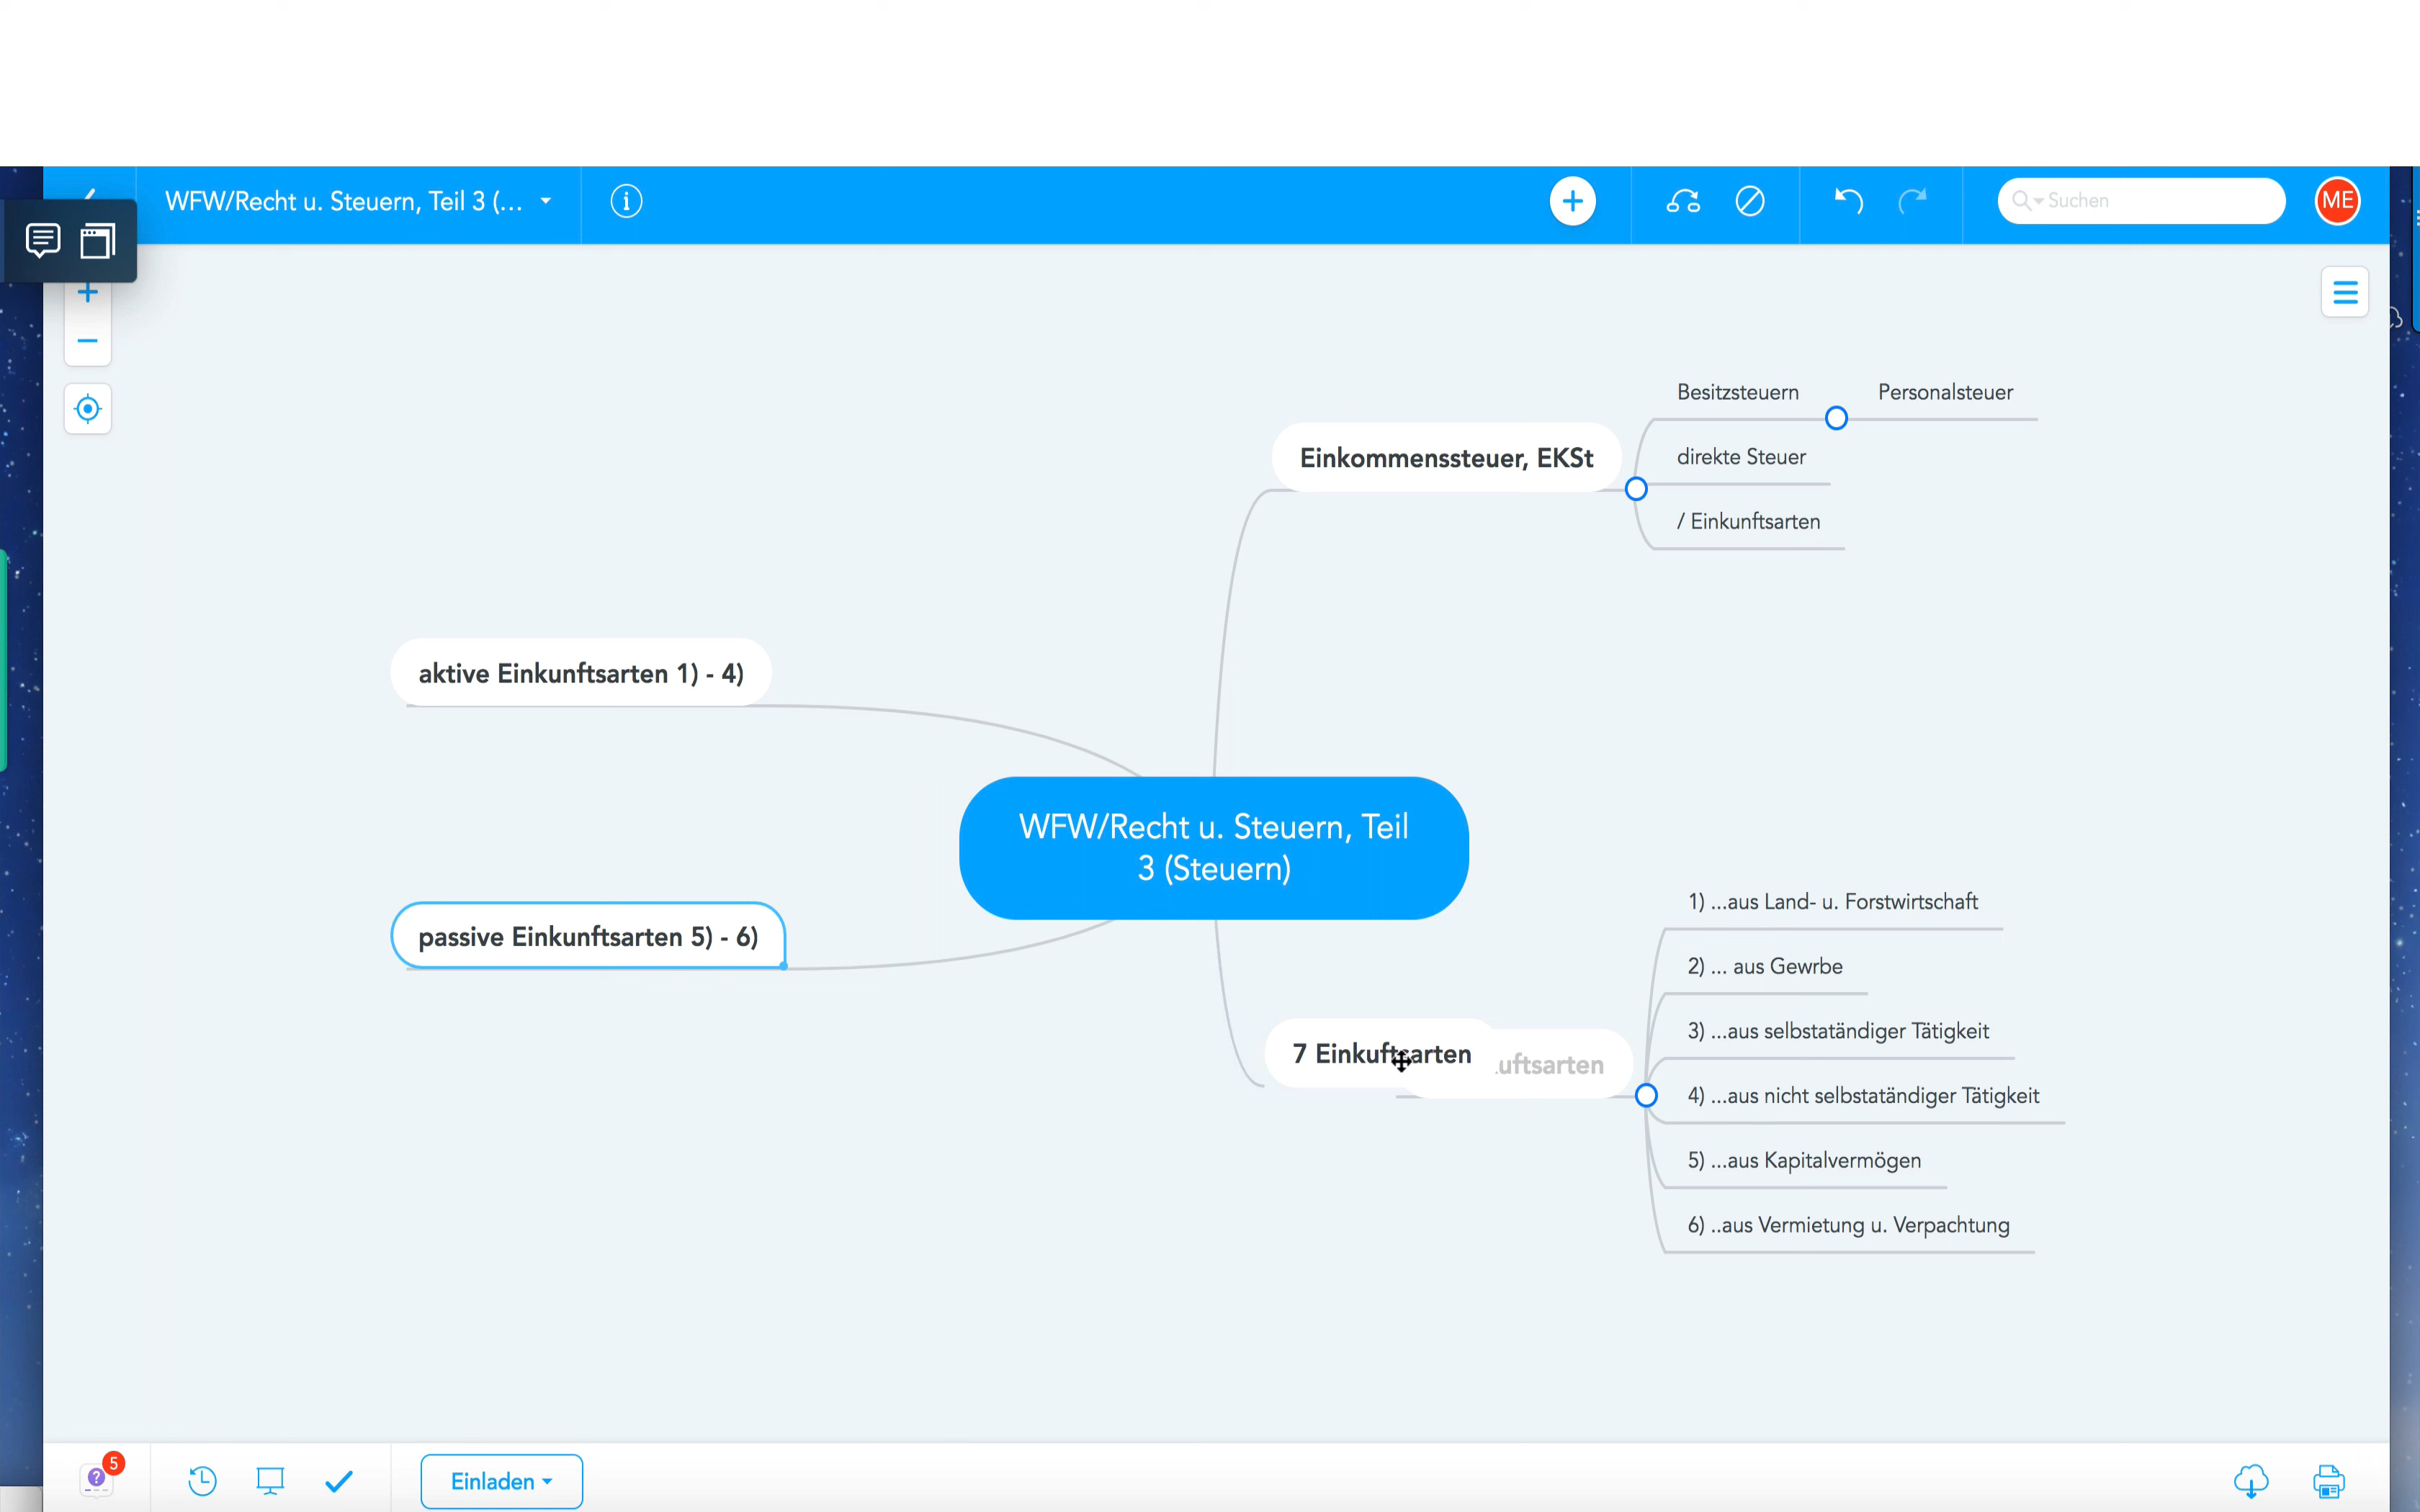 WFW/Recht u. Steuern, Teil 3 (...
i
Suchen
ME
Besitzsteuern
Personalsteuer
Einkommenssteuer, EKSt
direkte Steuer
/ Einkunftsarten
aktive Einkunftsarten 1) - 4)
WFW/Recht u. Steuern, Teil
3 (Steuern)
passive Einkunftsarten 5) - 6)
7 Einkuftsarten
uftsarten
1) ...aus Land- u. Forstwirtschaft
2) ... aus Gewrbe
3) ...aus selbstatändiger Tätigkeit
4) ...aus nicht selbstatändiger Tätigkeit
5) ...aus Kapitalvermögen
6) ..aus Vermietung u. Verpachtung
?
5
Einladen